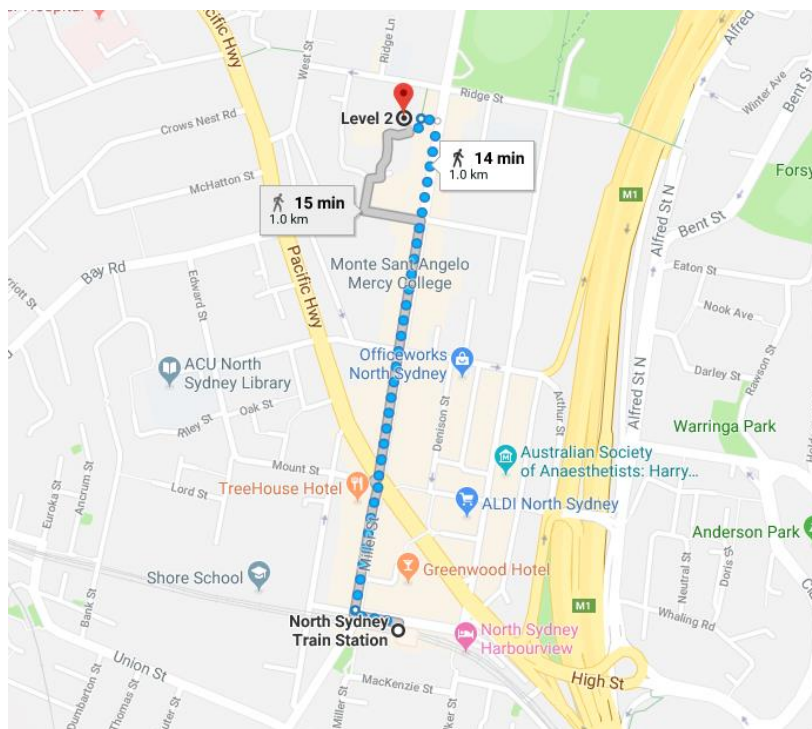 Hospital
Pacific Hwy
West St
Ridge Ln
Ridge St
Alfred
Winter Ave
Bent St
Level 2
Crows Nest Rd
14 min
1.0 km
McHatton St
15 min
1.0 km
M1
Alfred St N
Bent St
Bay Rd
Edward St
Pacific Hwy
Monte Sant Angelo
Mercy College
Eaton St
Nook Ave
Rawson St
ACU North
Sydney Library
Officeworks
North Sydney
Darley St
Alfred St N
Riley St
Oak St
Denison St
Arthur St
Warringa Park
Mount St
Australian Society
of Anaesthetists: Harry...
Lord St
TreeHouse Hotel
ALDI North Sydney
Euroka St
Ancrum St
Anderson Park
Miller St
Shore School
Greenwood Hotel
Neutral St
Doris St
Bank St
M1
Whaling Rd
North Sydney
Train Station
North Sydney
Harbourview
Union St
High St
MacKenzie St
Dumbarton St
Thomas St
Miller St